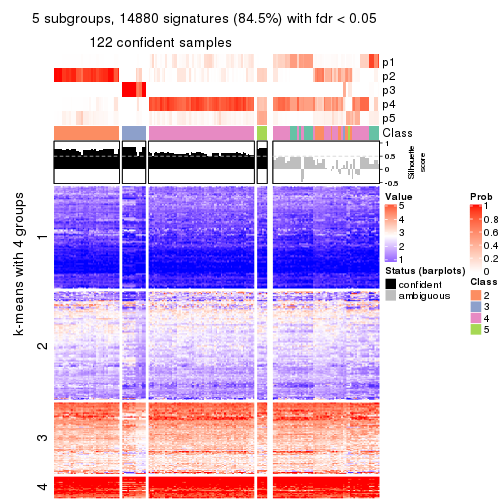 5 subgroups, 14880 signatures (84.5%) with fdr < 0.05
122 confident samples
p1
p2
p3
p4
p5
Class
1
0.5
0
-0.5
Silhouette
score
k-means with 4 groups
1
2
3
4
Value
5
4
3
2
1
Status (barplots)
confident
ambiguous
Prob
1
0.8
0.6
0.4
0.2
0
Class
2
3
4
5